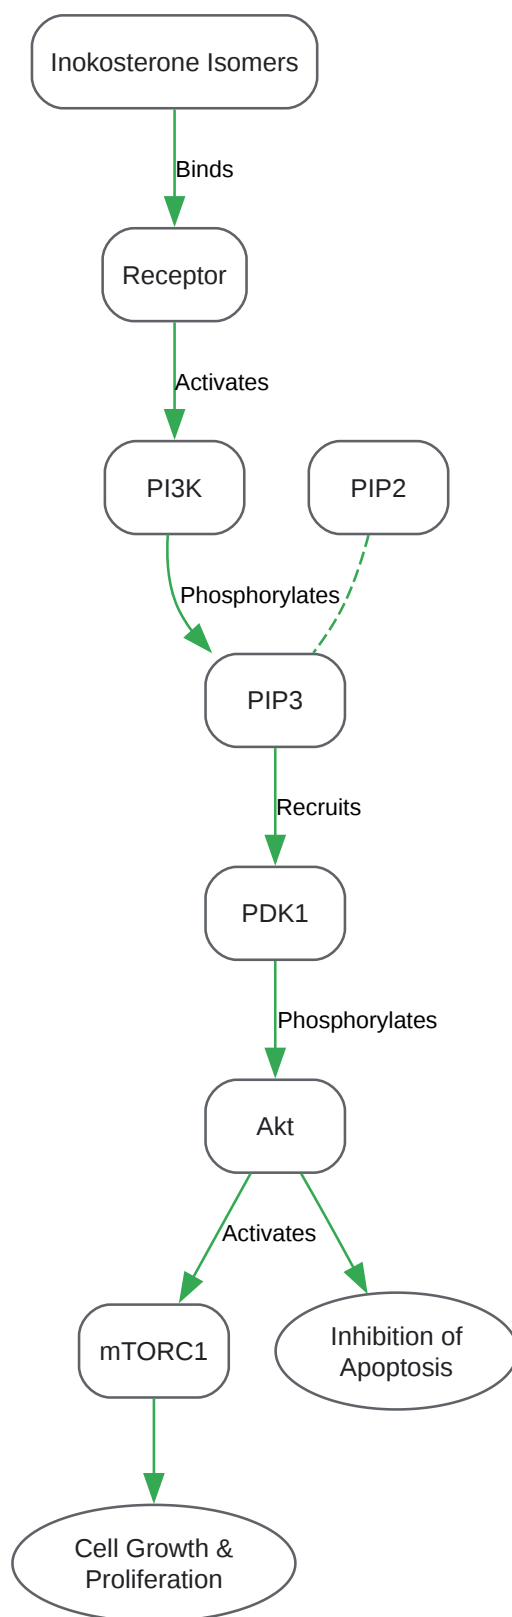 Inokosterone Isomers
Binds
Receptor
Activates
PI3K
PIP2
Phosphorylates
PIP3
Recruits
PDK1
Phosphorylates
Akt
Activates
mTORC1
Inhibition of
Apoptosis
Cell Growth &
Proliferation